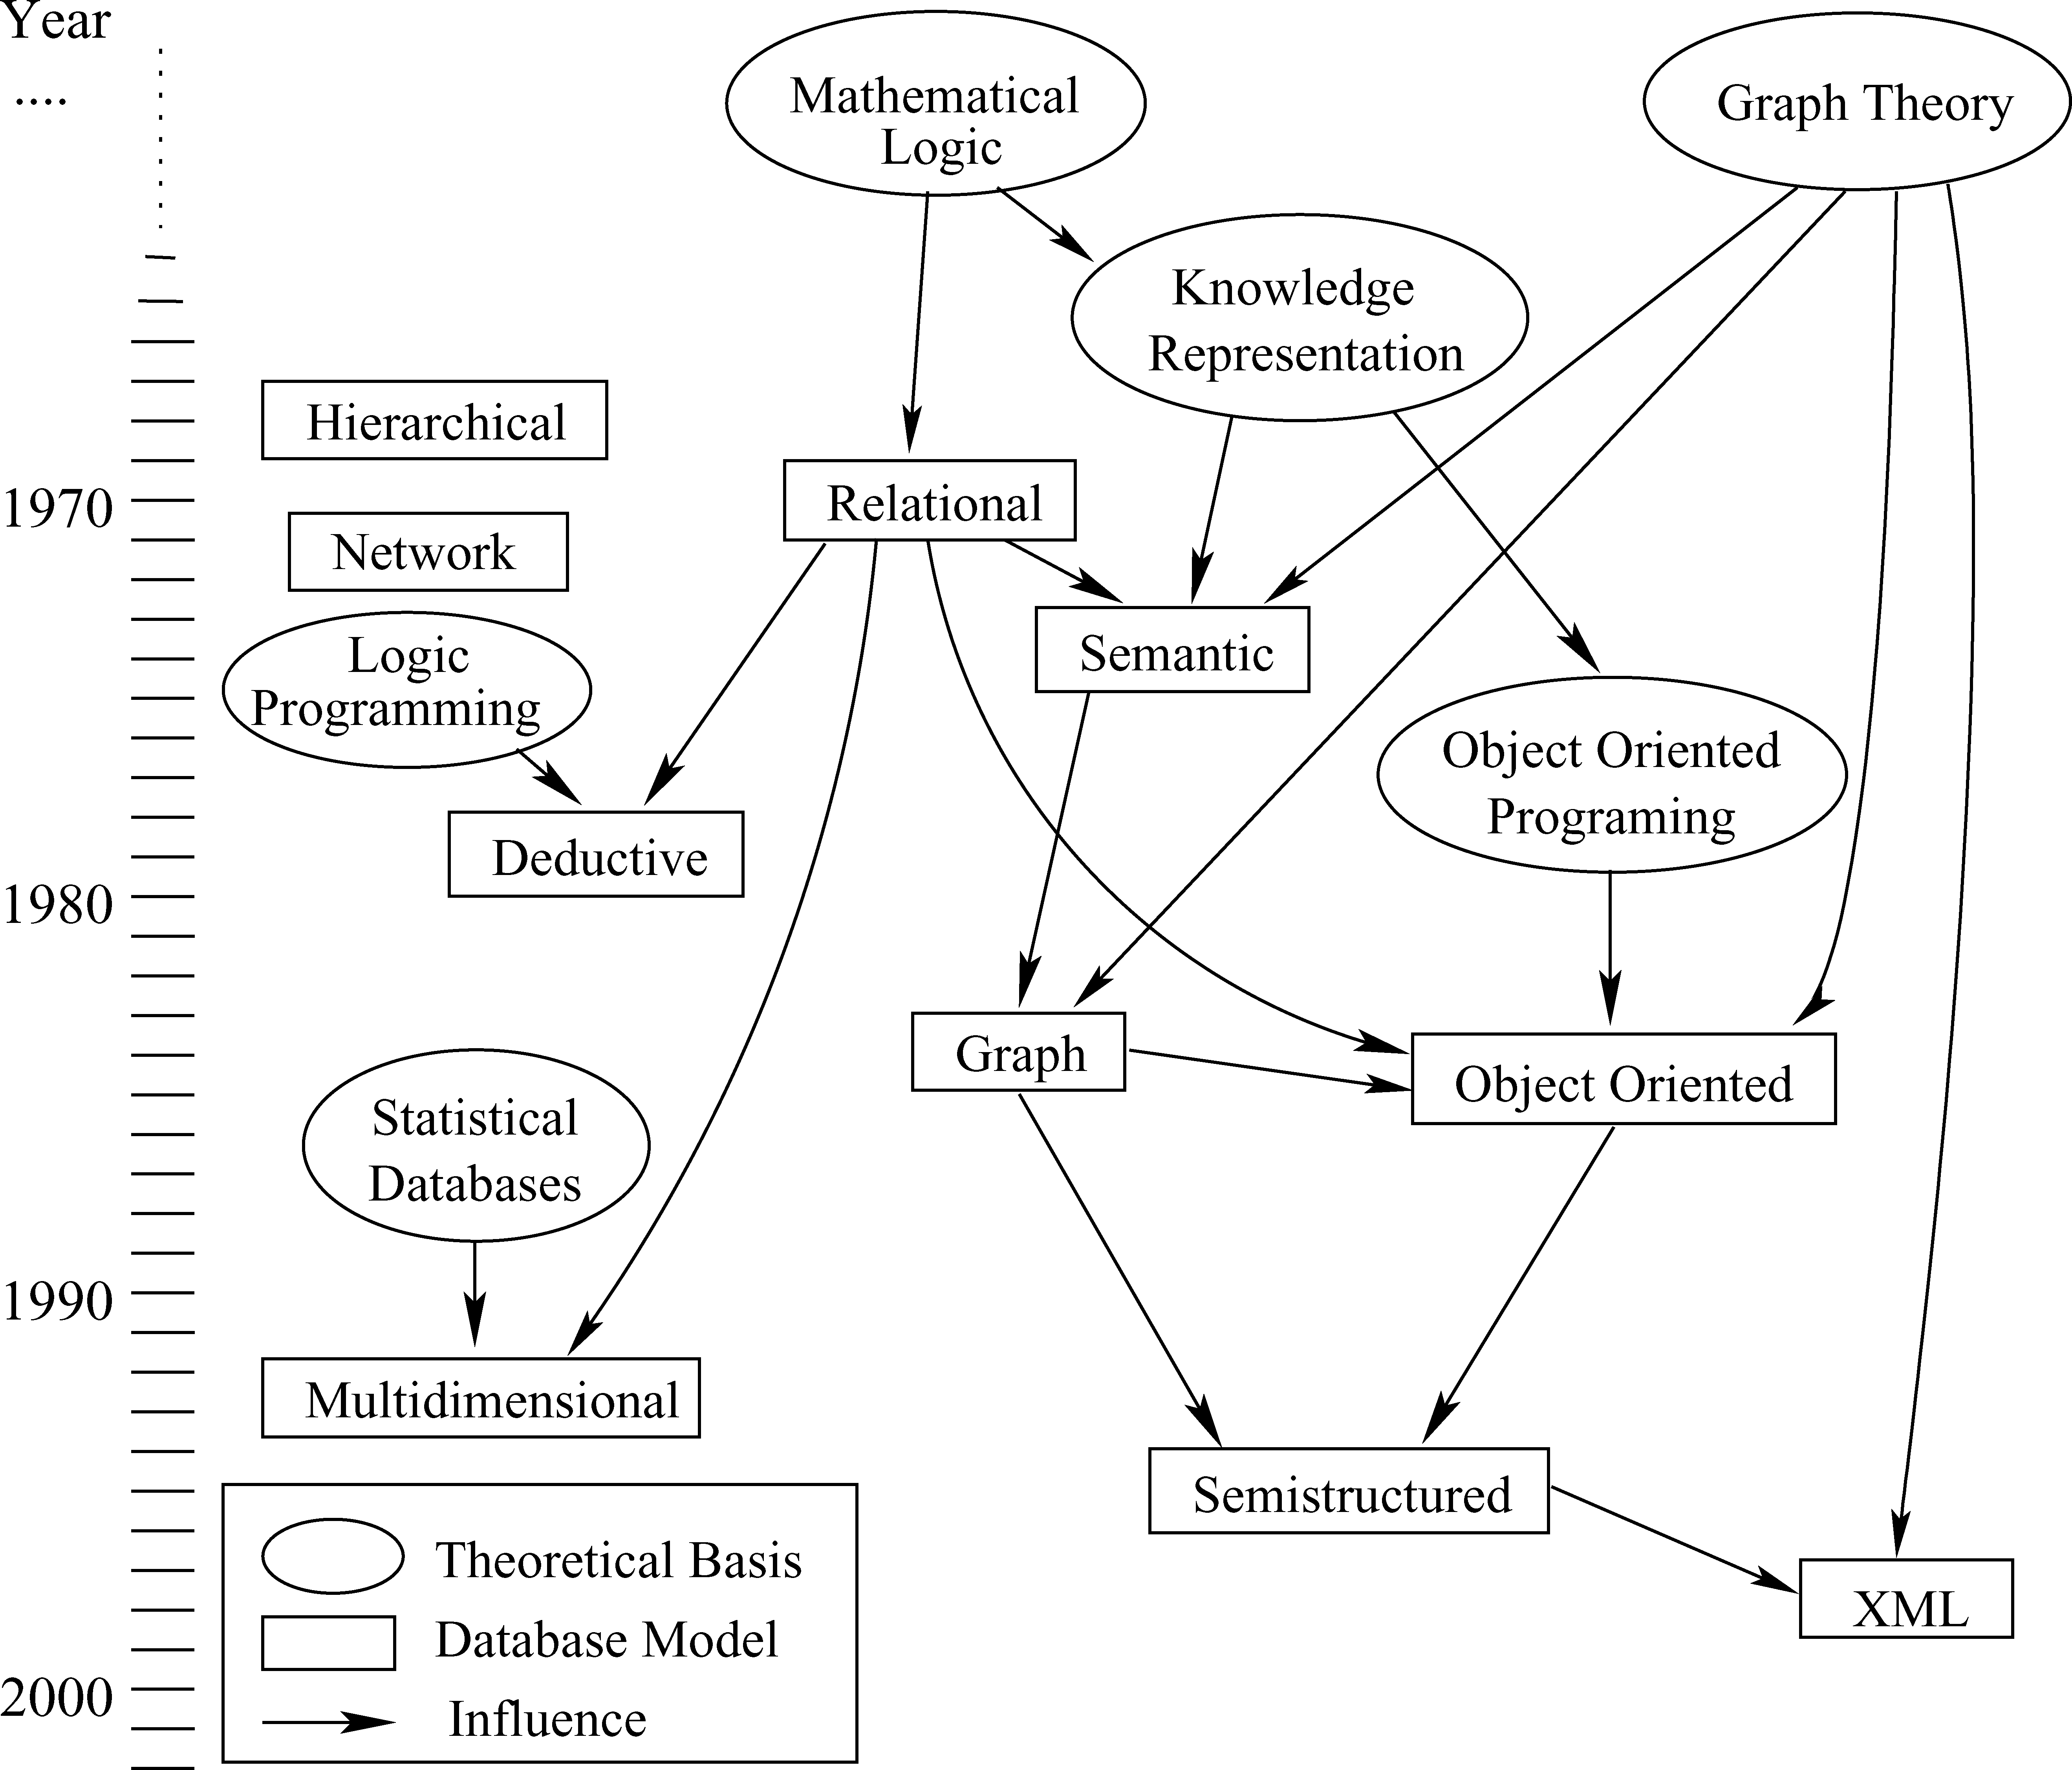 Year
....
Mathematical
Logic
Graph Theory
Knowledge
Representation
Hierarchical
1970
Relational
Network
Logic
Programming
Semantic
Object Oriented
Programing
Deductive
1980
Graph
Object Oriented
Statistical
Databases
1990
Multidimensional
Semistructured
Theoretical Basis
XML
Database Model
2000
Influence